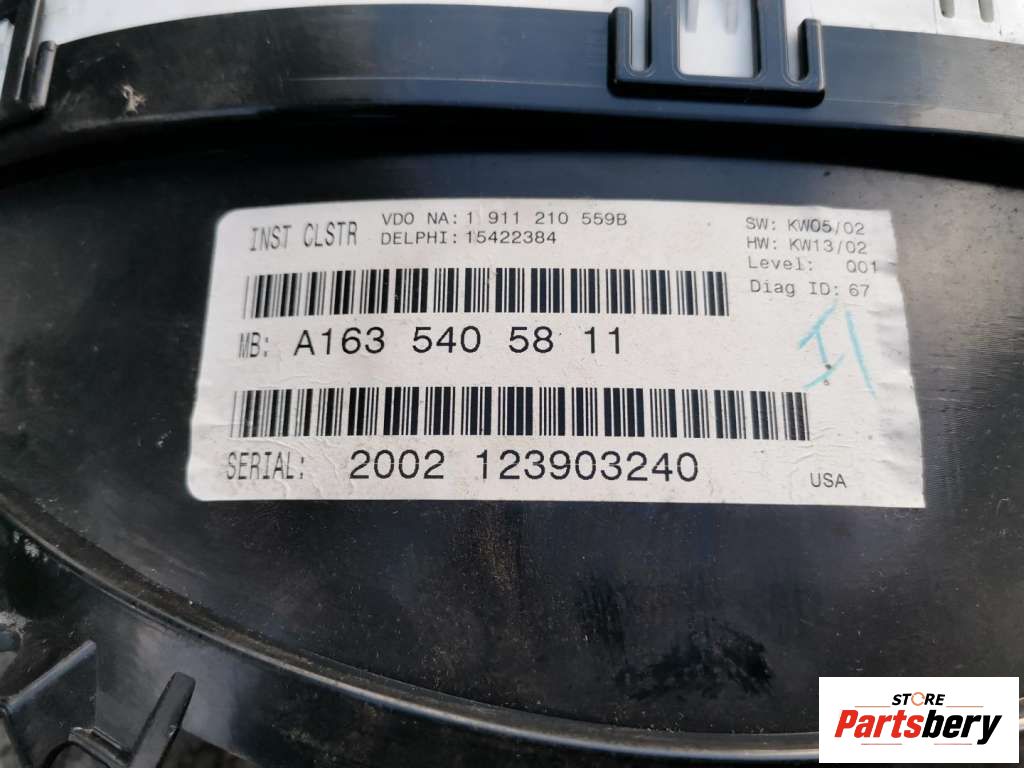 INST CLSTR
VDO NA: 1 911 210 559B
DELPHI: 15422384
SW: KW05/02
HW: KW13/02
Level: Q01
Diag ID: 67
MB: A163 540 58 11
SERIAL: 2002 123903240
USA
STORE
Partsbery